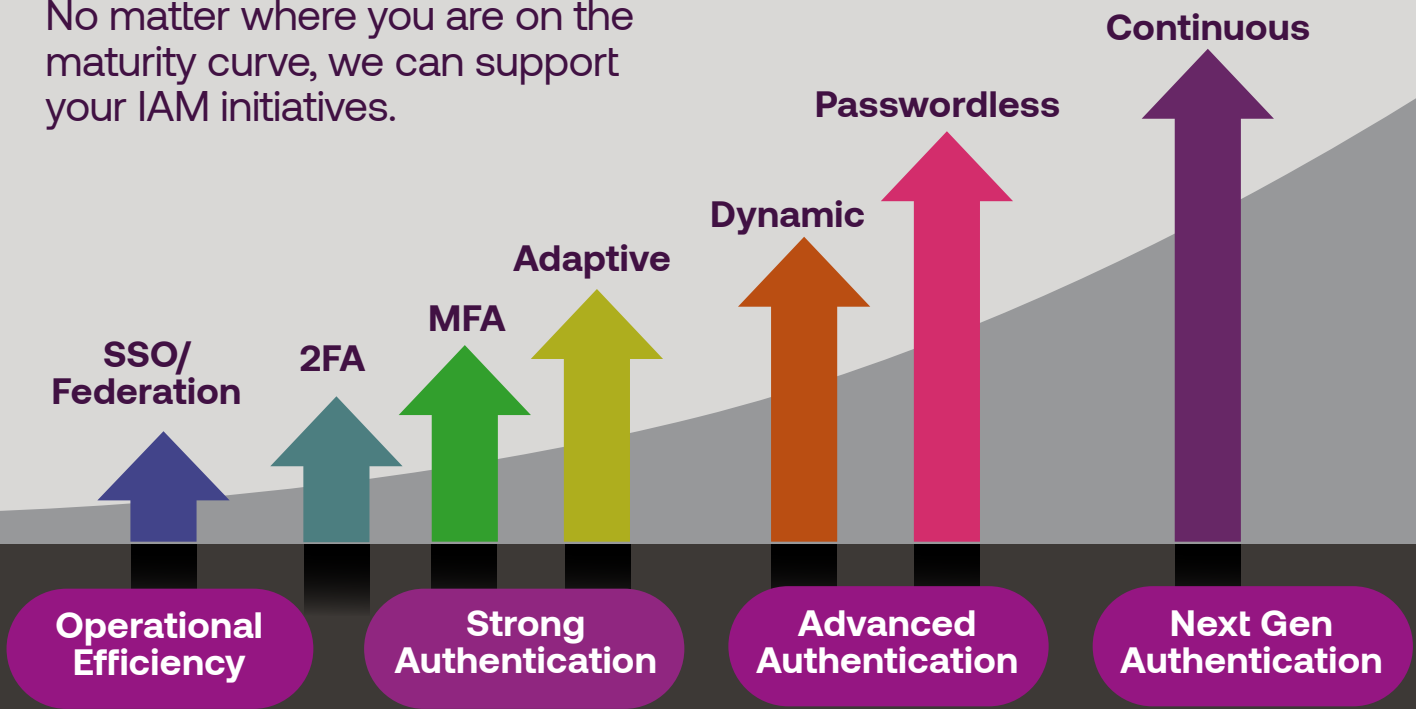 No matter where you are on the
maturity curve, we can support
your IAM initiatives.
Continuous
Passwordless
Dynamic
Adaptive
MFA
2FA
SSO/
Federation
Operational
Efficiency
Strong
Authentication
Advanced
Authentication
Next Gen
Authentication